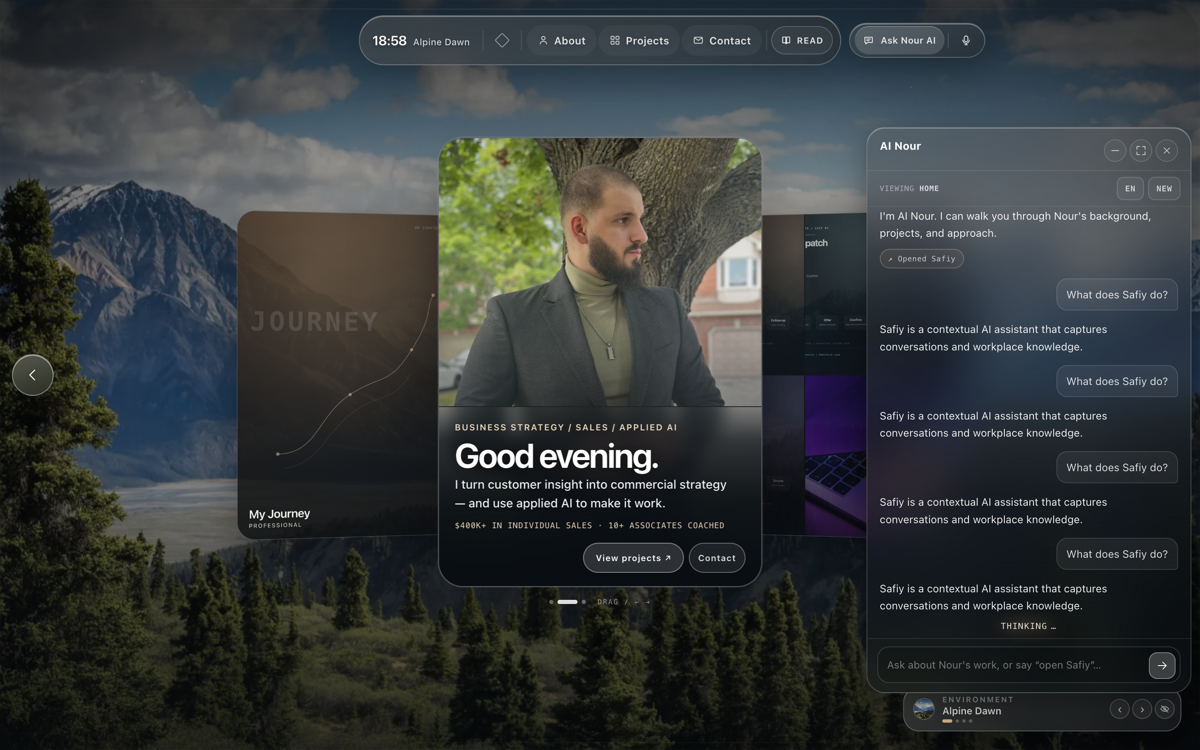 18:58 Alpine Dawn
About
Projects
Contact
READ
Ask Nour AI
JOURNEY
My Journey
PROFESSIONAL
BUSINESS STRATEGY / SALES / APPLIED AI
Good evening.
I turn customer insight into commercial strategy
— and use applied AI to make it work.
$400K+ IN INDIVIDUAL SALES · 10+ ASSOCIATES COACHED
View projects ↗
Contact
DRAG / ← →
patch
AI Nour
VIEWING HOME
EN
NEW
I'm AI Nour. I can walk you through Nour's background,
projects, and approach.
↗ Opened Safiy
What does Safiy do?
Safiy is a contextual AI assistant that captures
conversations and workplace knowledge.
What does Safiy do?
Safiy is a contextual AI assistant that captures
conversations and workplace knowledge.
What does Safiy do?
Safiy is a contextual AI assistant that captures
conversations and workplace knowledge.
What does Safiy do?
Safiy is a contextual AI assistant that captures
conversations and workplace knowledge.
THINKING …
Ask about Nour's work, or say “open Safiy”…
ENVIRONMENT
Alpine Dawn